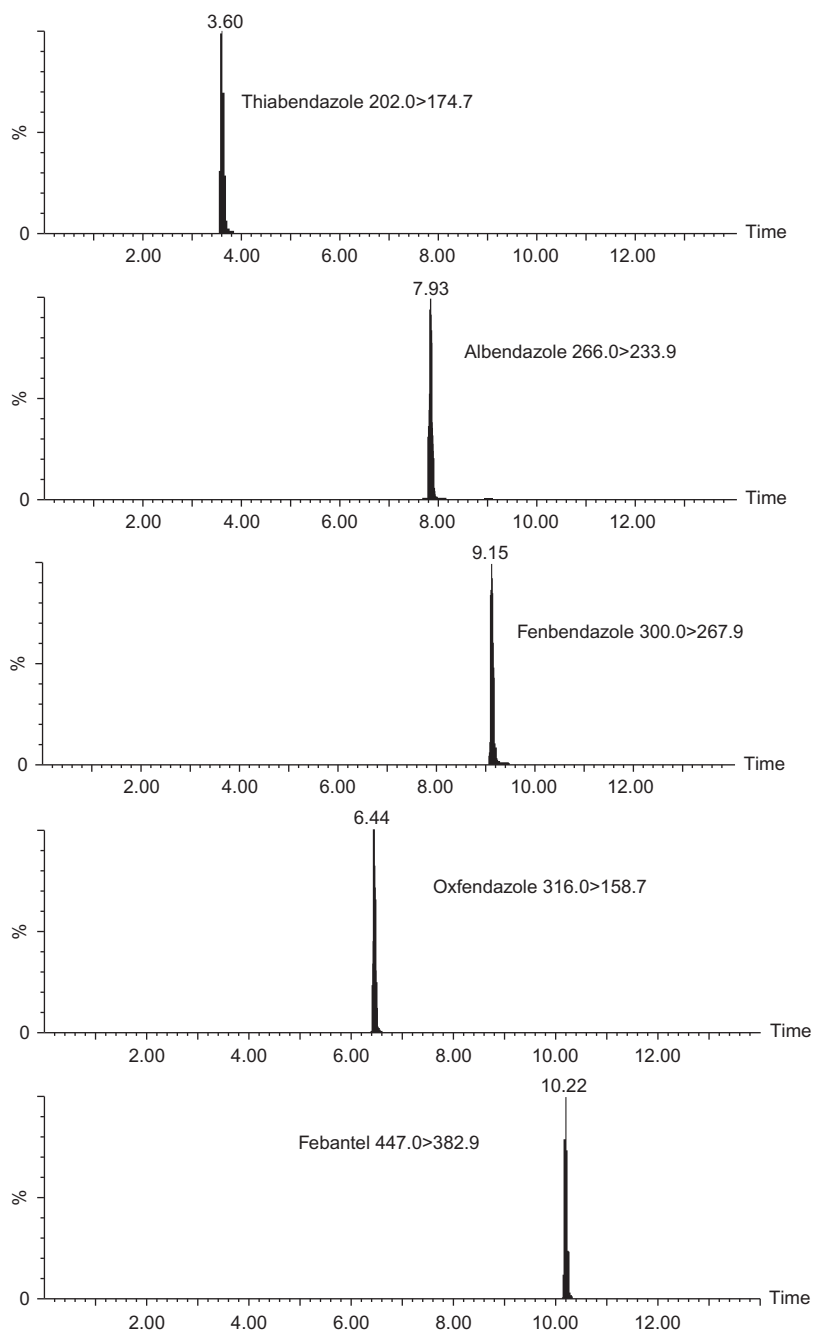 3.60
Thiabendazole 202.0>174.7
%
0
Time
2.00 4.00 6.00 8.00 10.00 12.00
7.93
Albendazole 266.0>233.9
%
0
Time
2.00 4.00 6.00 8.00 10.00 12.00
9.15
Fenbendazole 300.0>267.9
%
0
Time
2.00 4.00 6.00 8.00 10.00 12.00
6.44
Oxfendazole 316.0>158.7
%
0
Time
2.00 4.00 6.00 8.00 10.00 12.00
10.22
Febantel 447.0>382.9
%
0
Time
2.00 4.00 6.00 8.00 10.00 12.00